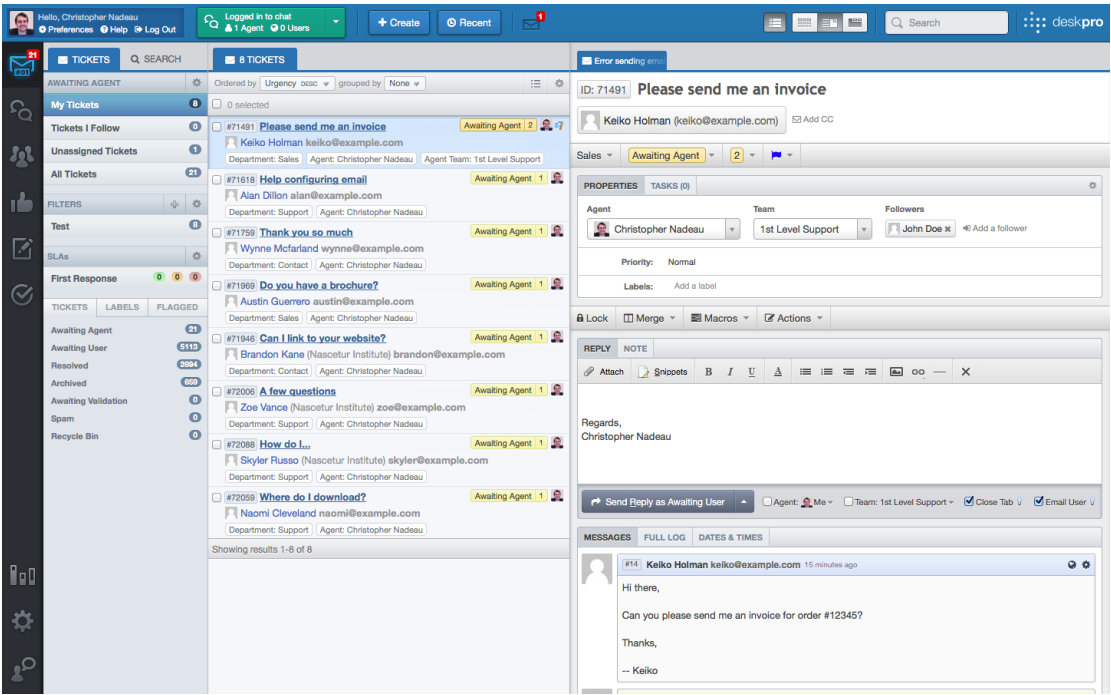 Hello, Christopher Nadeau
Preferences Help Log Out
Logged in to chat
1 Agent 0 Users
+ Create
Recent
1
Search
deskpro
21
#01
TICKETS
SEARCH
AWAITING AGENT
My Tickets 8
Tickets I Follow 0
Unassigned Tickets 1
All Tickets 21
FILTERS
Test 8
SLAs
First Response 0 0 0
TICKETS LABELS FLAGGED
Awaiting Agent 21
Awaiting User 5113
Resolved 2894
Archived 659
Awaiting Validation 0
Spam 0
Recycle Bin 0
8 TICKETS
Ordered by Urgency DESC grouped by None
0 selected
#71491 Please send me an invoice Awaiting Agent 2
Keiko Holman keiko@example.com
Department: Sales Agent: Christopher Nadeau Agent Team: 1st Level Support
#71618 Help configuring email Awaiting Agent 1
Alan Dillon alan@example.com
Department: Support Agent: Christopher Nadeau
#71759 Thank you so much Awaiting Agent 1
Wynne Mcfarland wynne@example.com
Department: Contact Agent: Christopher Nadeau
#71969 Do you have a brochure? Awaiting Agent 1
Austin Guerrero austin@example.com
Department: Sales Agent: Christopher Nadeau
#71946 Can I link to your website? Awaiting Agent 1
Brandon Kane (Nascetur Institute) brandon@example.com
Department: Contact Agent: Christopher Nadeau
#72006 A few questions Awaiting Agent 1
Zoe Vance (Nascetur Institute) zoe@example.com
Department: Support Agent: Christopher Nadeau
#72088 How do I... Awaiting Agent 1
Skyler Russo (Nascetur Institute) skyler@example.com
Department: Support Agent: Christopher Nadeau
#72059 Where do I download? Awaiting Agent 1
Naomi Cleveland naomi@example.com
Department: Support Agent: Christopher Nadeau
Showing results 1-8 of 8
Error sending ema
ID: 71491 Please send me an invoice
Keiko Holman (keiko@example.com) Add CC
Sales Awaiting Agent 2
PROPERTIES TASKS (0)
Agent Team Followers
Christopher Nadeau 1st Level Support John Doe Add a follower
Priority: Normal
Labels: Add a label
Lock Merge Macros Actions
REPLY NOTE
Attach Snippets B I U A
Regards,
Christopher Nadeau
Send Reply as Awaiting User Agent: Me Team: 1st Level Support Close Tab Email User
MESSAGES FULL LOG DATES & TIMES
#14 Keiko Holman keiko@example.com 15 minutes ago
Hi there,
Can you please send me an invoice for order #12345?
Thanks,
-- Keiko